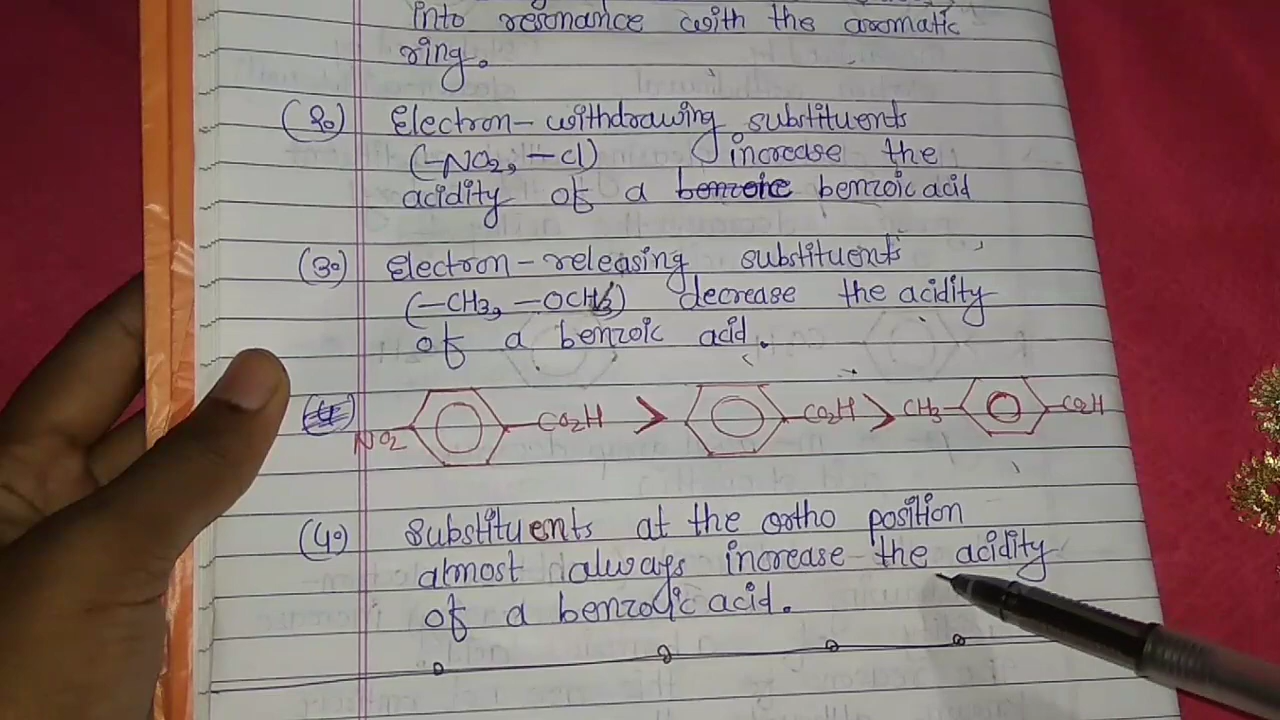 into resonance with the aromatic
ring.
(2.) Electron-withdrawing substituents
(-NO2, -Cl) increase the
acidity of a benzoic acid
(3.) Electron-releasing substituents
(-CH3, -OCH3) decrease the acidity
of a benzoic acid.
NO2 CO2H > CO2H > CH3 CO2H
(4.) Substituents at the ortho position
almost always increase the acidity
of a benzoic acid.